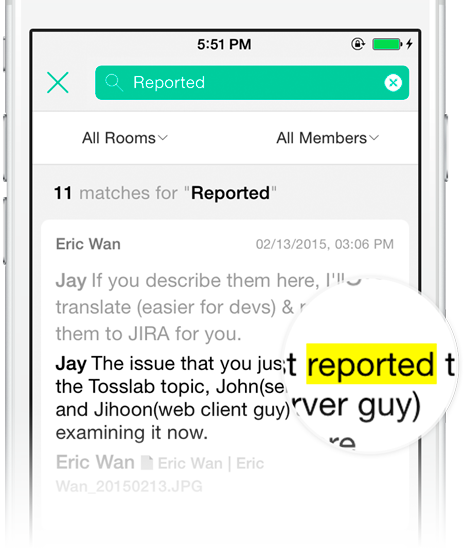 5:51 PM
Reported
All Rooms All Members
11 matches for "Reported"
Eric Wan 02/13/2015, 03:06 PM
Jay If you describe them here, I'll
translate (easier for devs) &
them to JIRA for you.
Jay The issue that you just reported
the Tosslab topic, John(server guy)
and Jihoon(web client guy)
examining it now.
Eric Wan Eric Wan | Eric
Wan_20150213.JPG